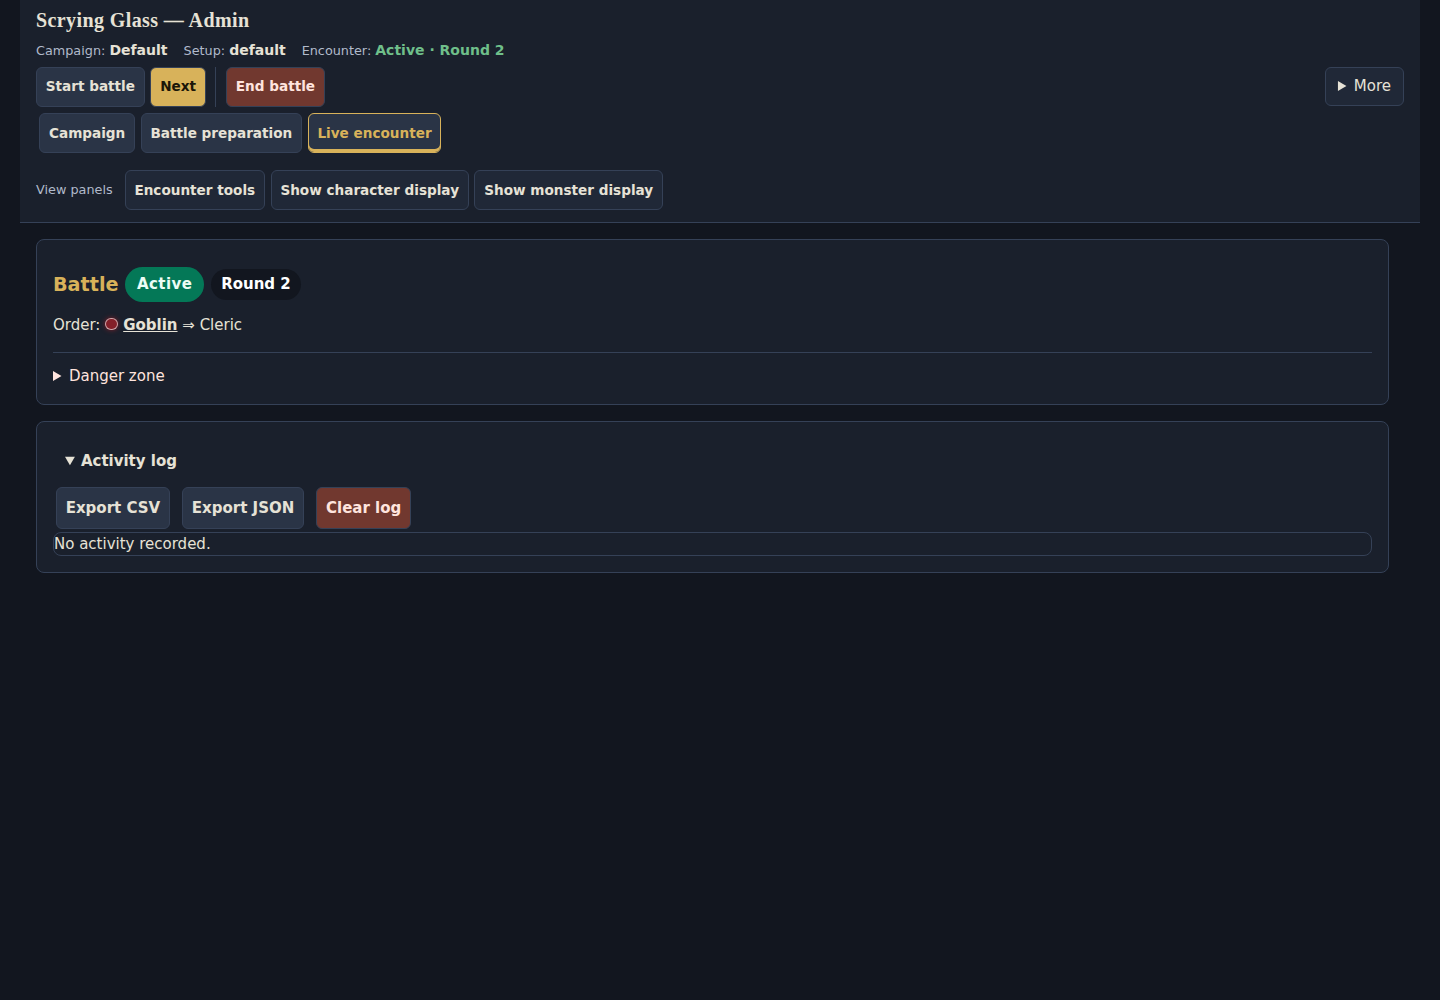 Scrying Glass — Admin
Campaign: Default Setup: default Encounter: Active · Round 2
Start battle Next End battle More
Campaign Battle preparation Live encounter
View panels Encounter tools Show character display Show monster display
Battle Active Round 2
Order: Goblin ⇒ Cleric
Danger zone
Activity log
Export CSV Export JSON Clear log
No activity recorded.